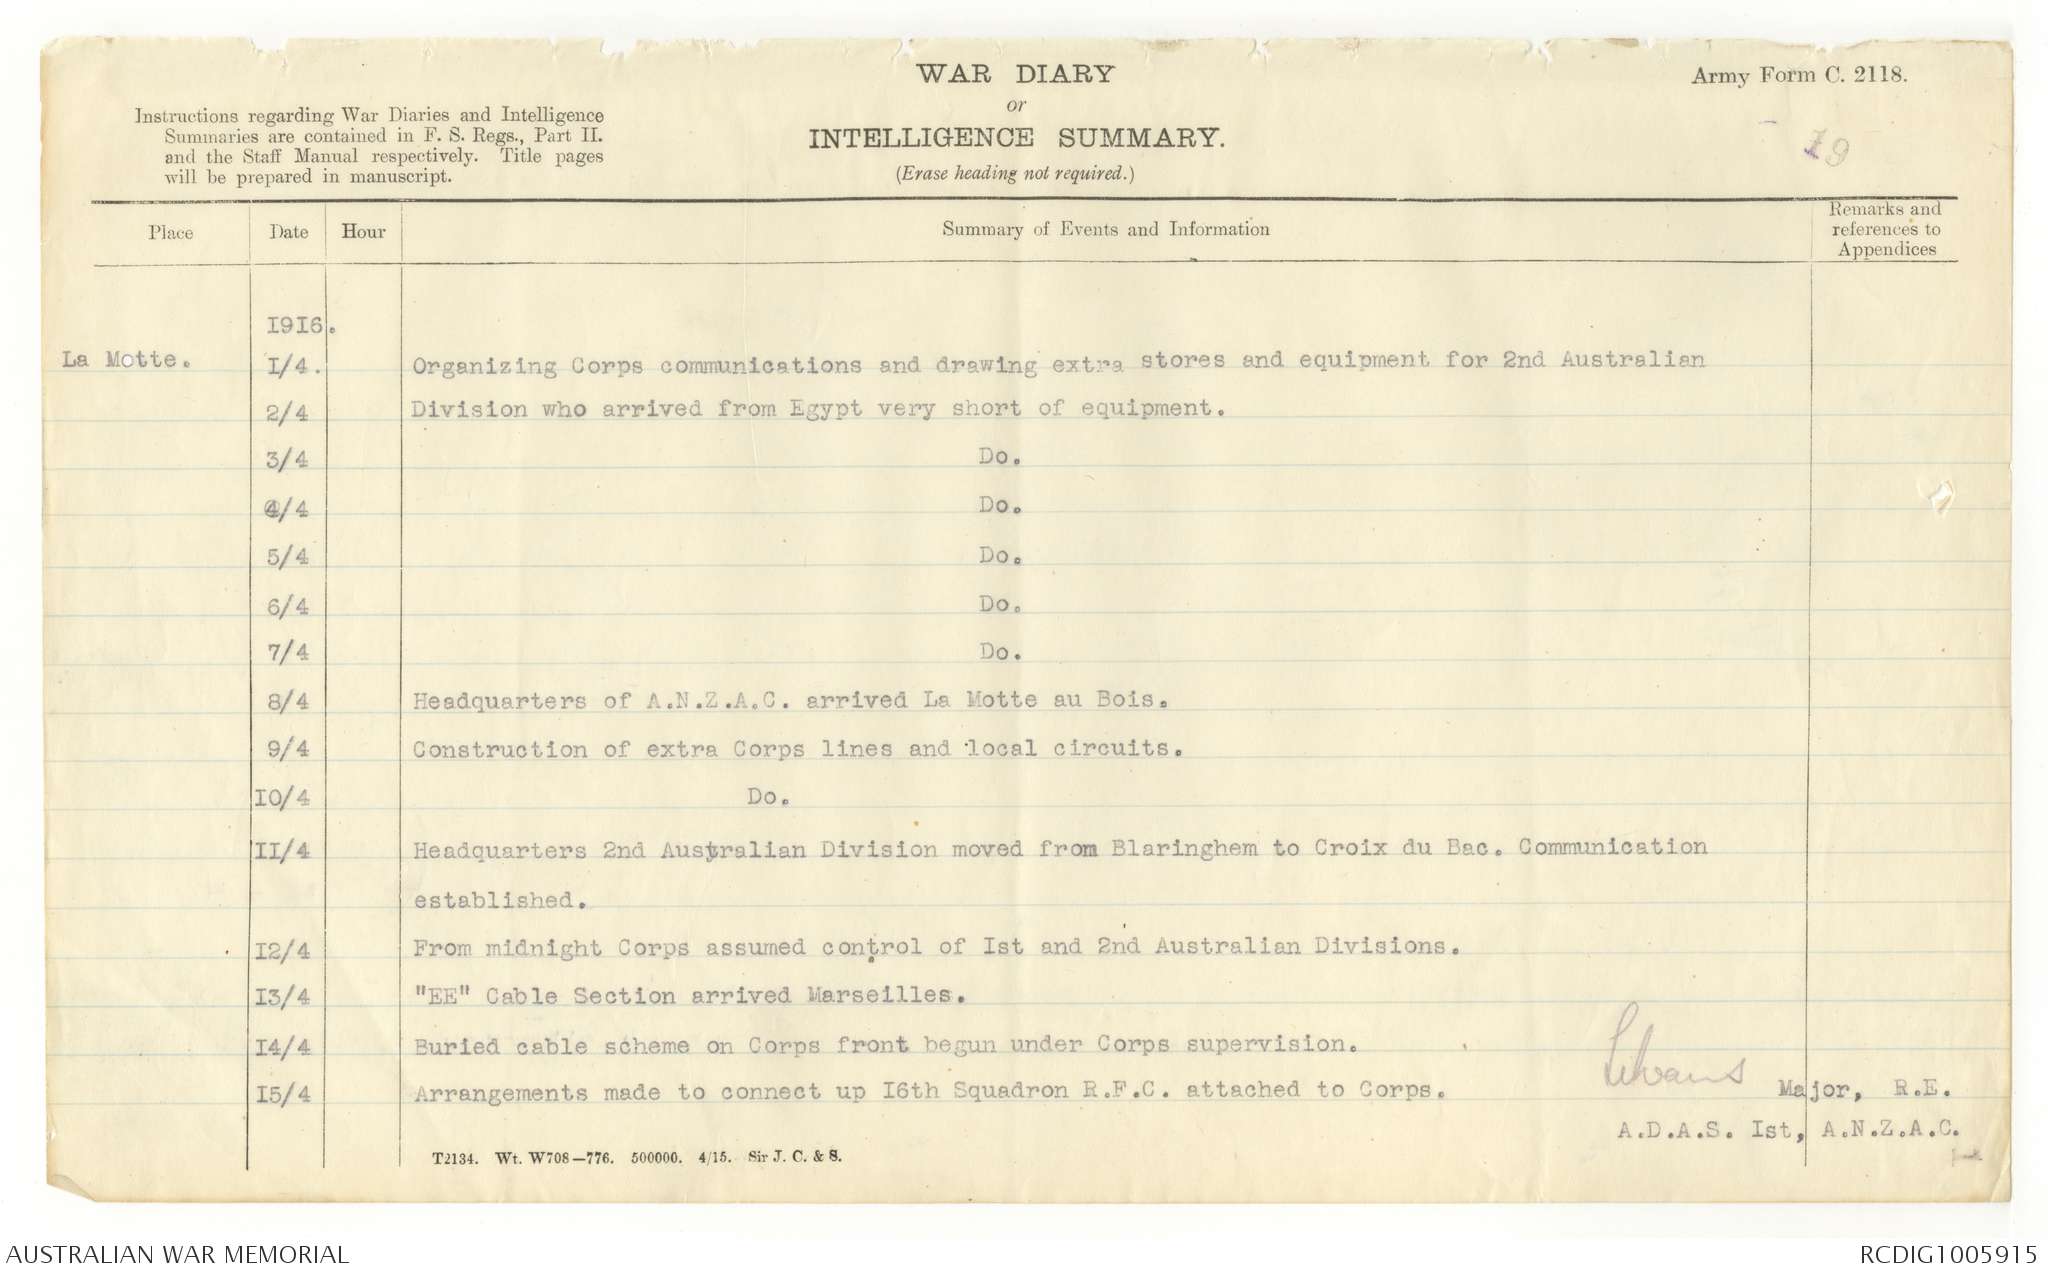 WAR DIARY
or
INTELLIGENCE SUMMARY.
(Erase heading not required.)
Army Form C. 2118.
19
Instructions regarding War Diaries and Intelligence
Summaries are contained in F. S. Regs., Part II.
and the Staff Manual respectively. Title pages
will be prepared in manuscript.
Place Date Hour Summary of Events and Information Remarks and references to Appendices
1916.
La Motte. 1/4. Organizing Corps communications and drawing extra stores and equipment for 2nd Australian
2/4 Division who arrived from Egypt very short of equipment.
3/4 Do.
4/4 Do.
5/4 Do.
6/4 Do.
7/4 Do.
8/4 Headquarters of A.N.Z.A.C. arrived La Motte au Bois.
9/4 Construction of extra Corps lines and local circuits.
10/4 Do.
11/4 Headquarters 2nd Australian Division moved from Blaringhem to Croix du Bac. Communication
established.
12/4 From midnight Corps assumed control of Ist and 2nd Australian Divisions.
13/4 "EE" Cable Section arrived Marseilles.
14/4 Buried cable scheme on Corps front begun under Corps supervision.
15/4 Arrangements made to connect up 16th Squadron R.F.C. attached to Corps.
Major, R.E.
A.D.A.S. Ist, A.N.Z.A.C.
T2134. Wt. W708—776. 500000. 4/15. Sir J. C. & S.
AUSTRALIAN WAR MEMORIAL
RCDIG1005915